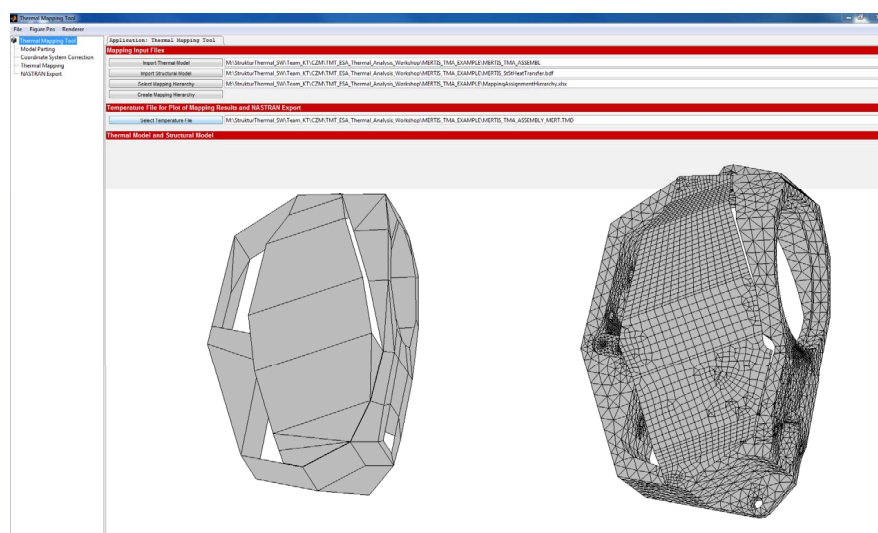 Thermal Mapping Tool
File Figure Pos Renderer
Thermal Mapping Tool
Model Parting
Coordinate System Correction
Thermal Mapping
NASTRAN Export
Application: Thermal Mapping Tool
Mapping Input Files
Import Thermal Model M:\StrukturThermal_SW\Team_KT\CZM\TMT_ESA_Thermal_Analysis_Workshop\MERTIS_TMA_EXAMPLE\MERTIS_TMA_ASSEMBL
Import Structural Model M:\StrukturThermal_SW\Team_KT\CZM\TMT_ESA_Thermal_Analysis_Workshop\MERTIS_TMA_EXAMPLE\MERTIS_StStHeatTransfer.bdf
Select Mapping Hierarchy M:\StrukturThermal_SW\Team_KT\CZM\TMT_ESA_Thermal_Analysis_Workshop\MERTIS_TMA_EXAMPLE\MappingAssignmentHierarchy.xlsx
Create Mapping Hierarchy
Temperature File for Plot of Mapping Results and NASTRAN Export
Select Temperature File M:\StrukturThermal_SW\Team_KT\CZM\TMT_ESA_Thermal_Analysis_Workshop\MERTIS_TMA_EXAMPLE\MERTIS_TMA_ASSEMBLY_MERT.TMD
Thermal Model and Structural Model